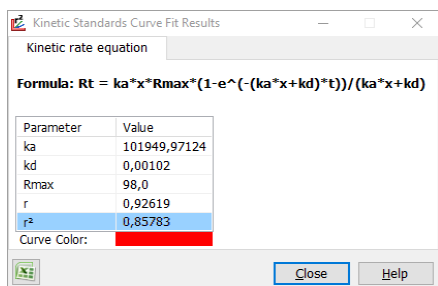 Kinetic Standards Curve Fit Results
Kinetic rate equation
Formula: Rt = ka*x*Rmax*(1-e^(-(ka*x+kd)*t))/(ka*x+kd)
Parameter Value
ka 101949,97124
kd 0,00102
Rmax 98,0
r 0,92619
r² 0,85783
Curve Color:
Close Help